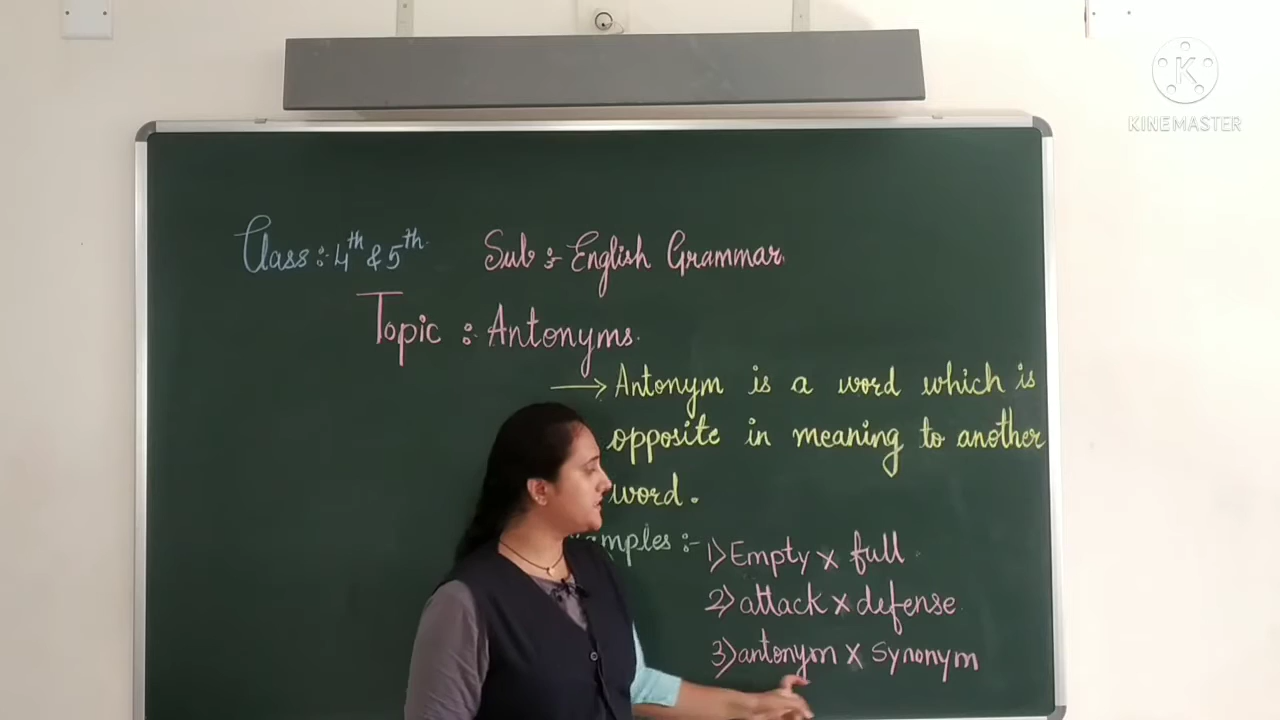 KINEMASTER
Class :- 4th & 5th. Sub :- English Grammar.
Topic :- Antonyms.
→ Antonym is a word which is
opposite in meaning to another
word.
:- 1) Empty x full.
2) attack x defense.
3) antonym x synonym